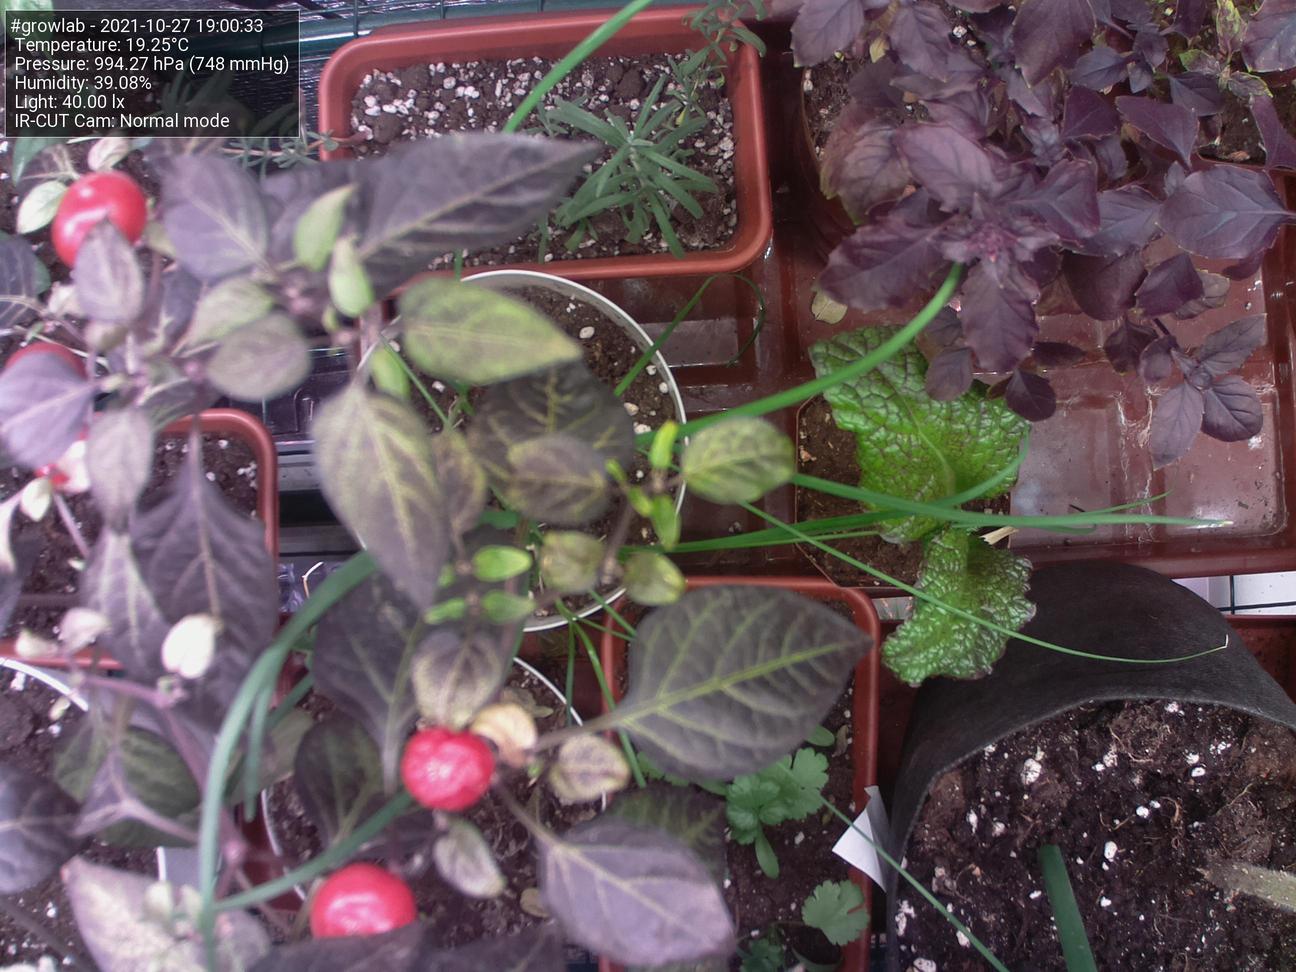 #growlab - 2021-10-27 19:00:33
Temperature: 19.25°C
Pressure: 994.27 hPa (748 mmHg)
Humidity: 39.08%
Light: 40.00 lx
IR-CUT Cam: Normal mode